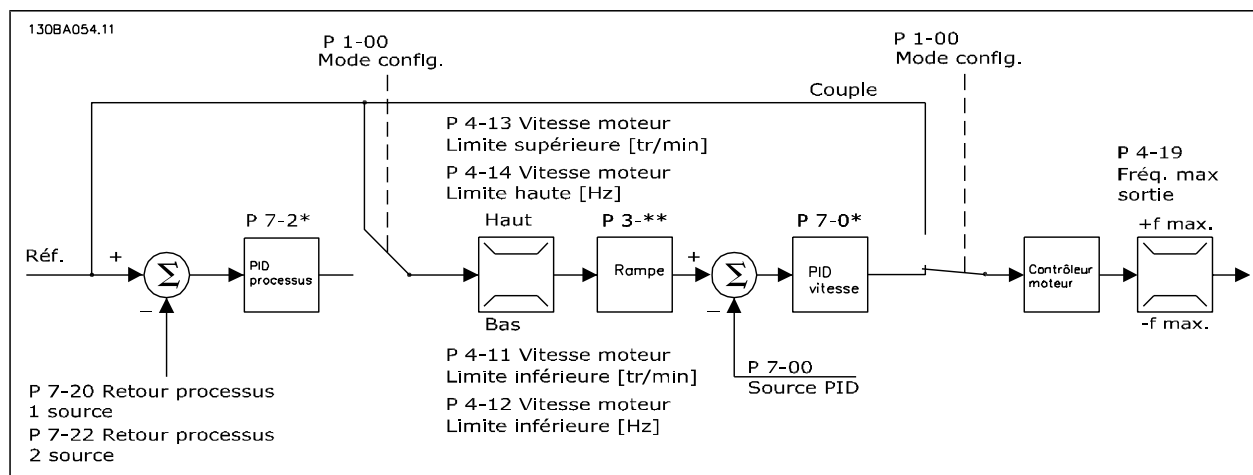 130BA054.11
P 1-00
Mode config.
P 1-00
Mode config.
Couple
P 4-13 Vitesse moteur
Limite supérieure [tr/min]
P 4-14 Vitesse moteur
Limite haute [Hz]
P 4-19
Fréq. max
sortie
P 7-2*
Haut
P 3-**
P 7-0*
+f max.
Réf.
+
Σ
PID
processus
Rampe
+
Σ
PID
vitesse
Contrôleur
moteur
−
−
Bas
-f max.
P 4-11 Vitesse moteur
Limite inférieure [tr/min]
P 4-12 Vitesse moteur
Limite inférieure [Hz]
P 7-00
Source PID
P 7-20 Retour processus
1 source
P 7-22 Retour processus
2 source